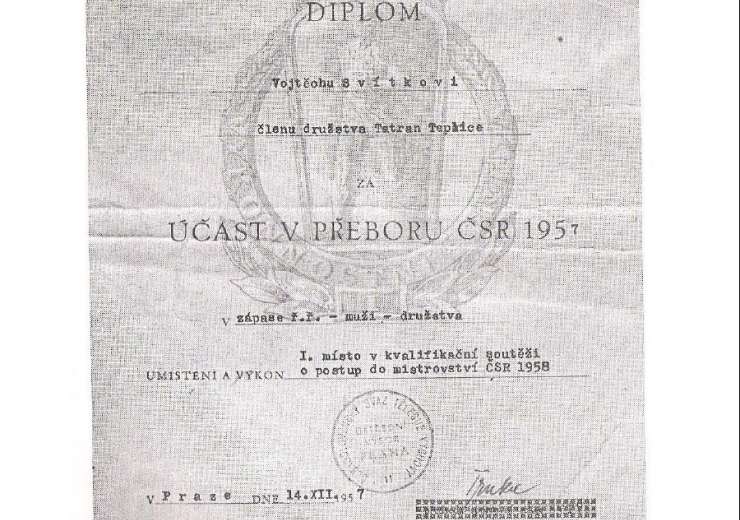 DIPLOM
Vojtěchu Svítkovi
členu družstva Tatran Teplice
ZA
ÚČAST V PŘEBORU ČSR 1957
V zápase ř.ř. - muži - družstva
I. místo v kvalifikační soutěži
UMÍSTĚNÍ A VÝKON o postup do mistrovství ČSR 1958
V Praze DNE 14.XII.1957